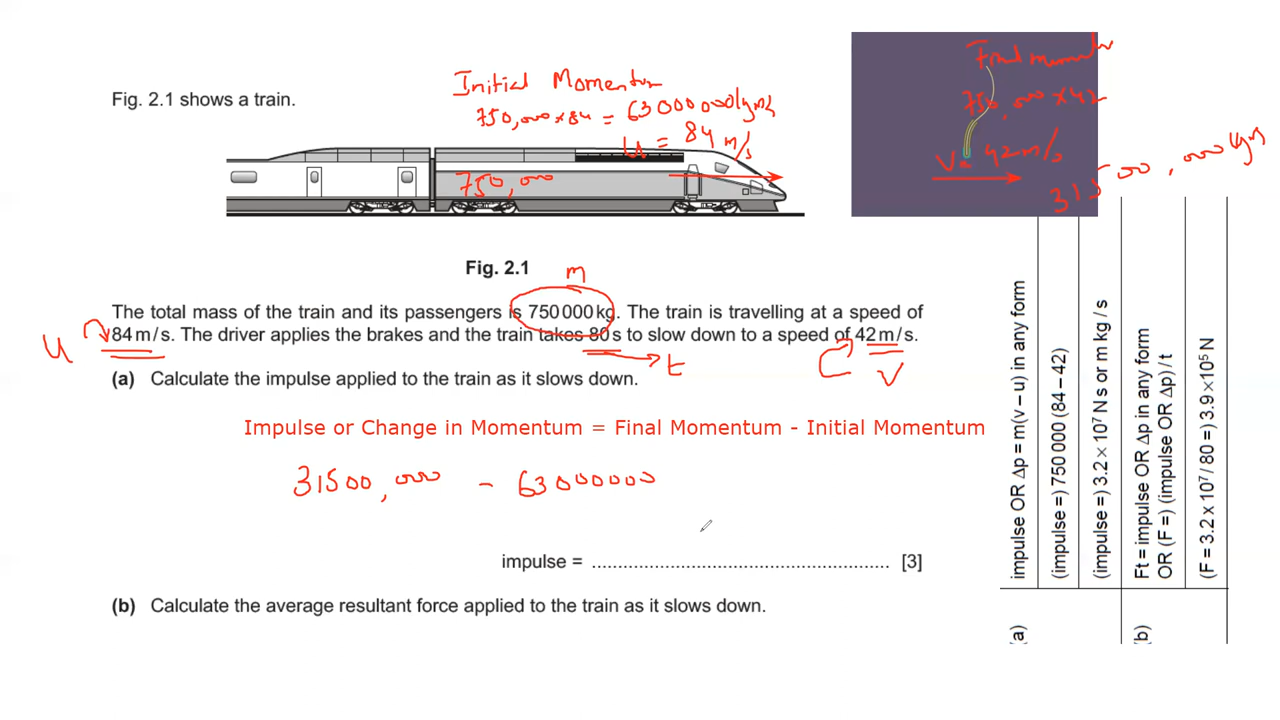 Fig. 2.1 shows a train.
Initial Momentum
750,000 x 84 = 63000000 kgm/s
u = 84 m/s
750,000
Final momentum
750,000 x 42
V = 42m/s
31500,000 kgm
Fig. 2.1
m
The total mass of the train and its passengers is 750 000 kg. The train is travelling at a speed of
84 m/s. The driver applies the brakes and the train takes 80 s to slow down to a speed of 42 m/s.
u
t
v
(a) Calculate the impulse applied to the train as it slows down.
Impulse or Change in Momentum = Final Momentum - Initial Momentum
31500,000 - 63000000
impulse = ............................................................ [3]
(b) Calculate the average resultant force applied to the train as it slows down.
(a)
impulse OR Δp = m(v – u) in any form
(impulse =) 750 000 (84 – 42)
(impulse =) 3.2 × 10⁷ N s or m kg / s
(b)
Ft = impulse OR Δp in any form
OR (F =) (impulse OR Δp) / t
(F = 3.2 x 10⁷ / 80 =) 3.9 ×10⁵ N